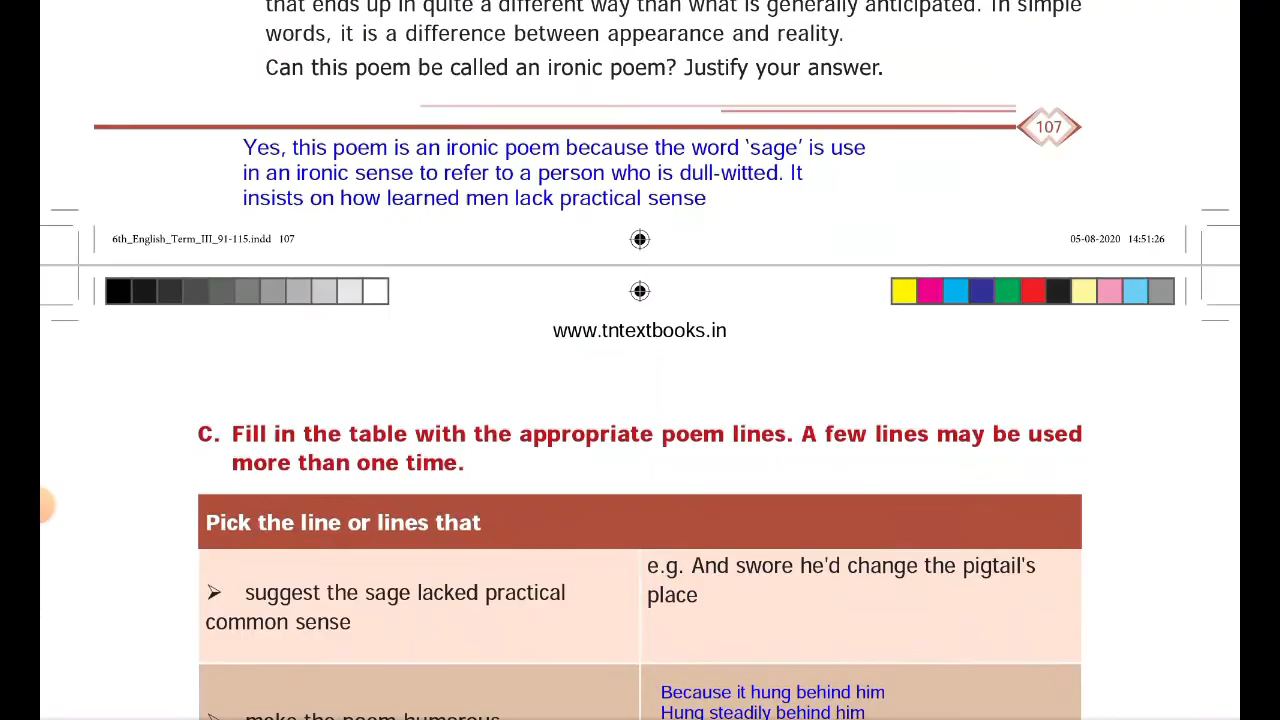 that ends up in quite a different way than what is generally anticipated. In simple
words, it is a difference between appearance and reality.
Can this poem be called an ironic poem? Justify your answer.
107
Yes, this poem is an ironic poem because the word ‘sage’ is use
in an ironic sense to refer to a person who is dull-witted. It
insists on how learned men lack practical sense
6th_English_Term_III_91-115.indd 107
05-08-2020 14:51:26
www.tntextbooks.in
C. Fill in the table with the appropriate poem lines. A few lines may be used
more than one time.
Pick the line or lines that
➢ suggest the sage lacked practical
common sense
e.g. And swore he'd change the pigtail's
place
Because it hung behind him
Hung steadily behind him
➢ make the poem humorous